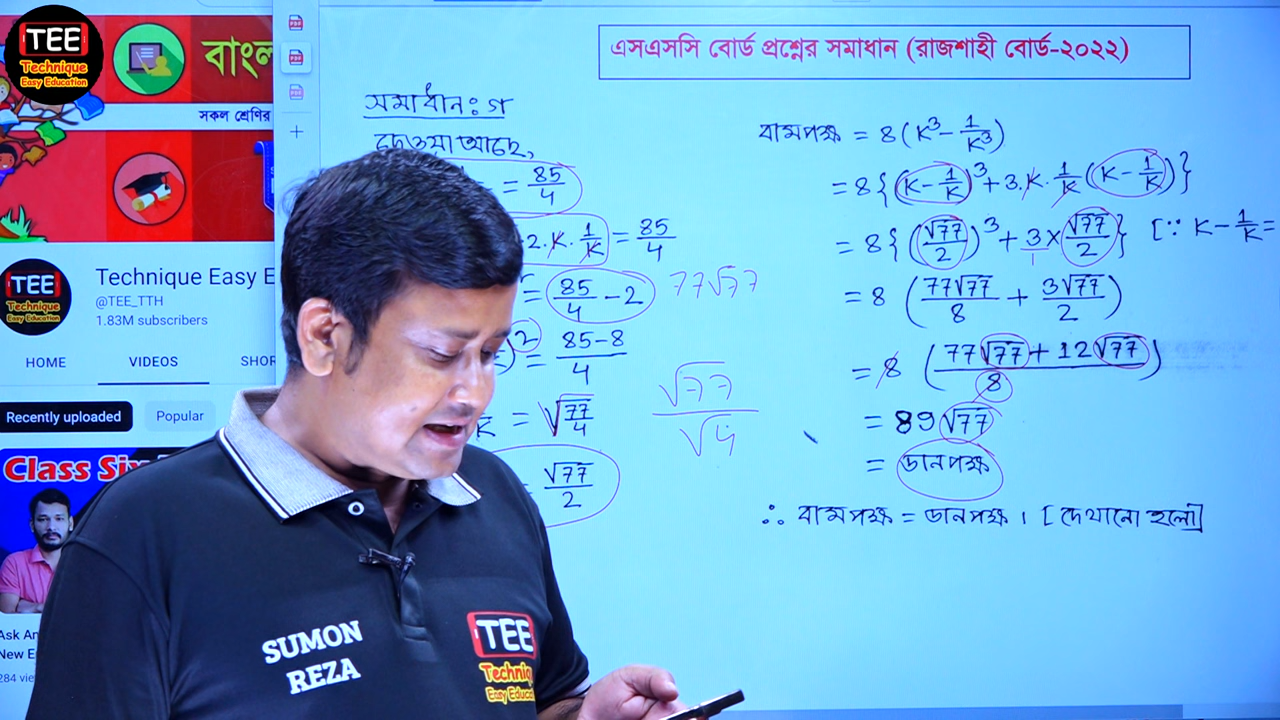 TEE
Technique
Easy Education
বাংল
সকল শ্রেণির
TEE
Technique
Easy Education
Technique Easy E
@TEE_TTH
1.83M subscribers
HOME VIDEOS SHOR
Recently uploaded Popular
Class Six
Ask An
New E
284 vie
এসএসসি বোর্ড প্রশ্নের সমাধান (রাজশাহী বোর্ড-২০২২)
সমাধান: গ
দেওয়া আছে,
= 85/4
2.K.1/K = 85/4
= 85/4 - 2
77√77
2 = 85-8/4
K = √77/4
√77/√4
= √77/2
বামপক্ষ = 8(K³ - 1/K³)
= 8{(K - 1/K)³ + 3.K.1/K(K - 1/K)}
= 8{(√77/2)³ + 3×√77/2} [∵ K - 1/K =
= 8 (77√77/8 + 3√77/2)
= 8 (77√77 + 12√77/8)
= 89√77
= ডানপক্ষ
∴ বামপক্ষ = ডানপক্ষ। [দেখানো হলো]
SUMON
REZA
TEE
Techniq
Easy Educa